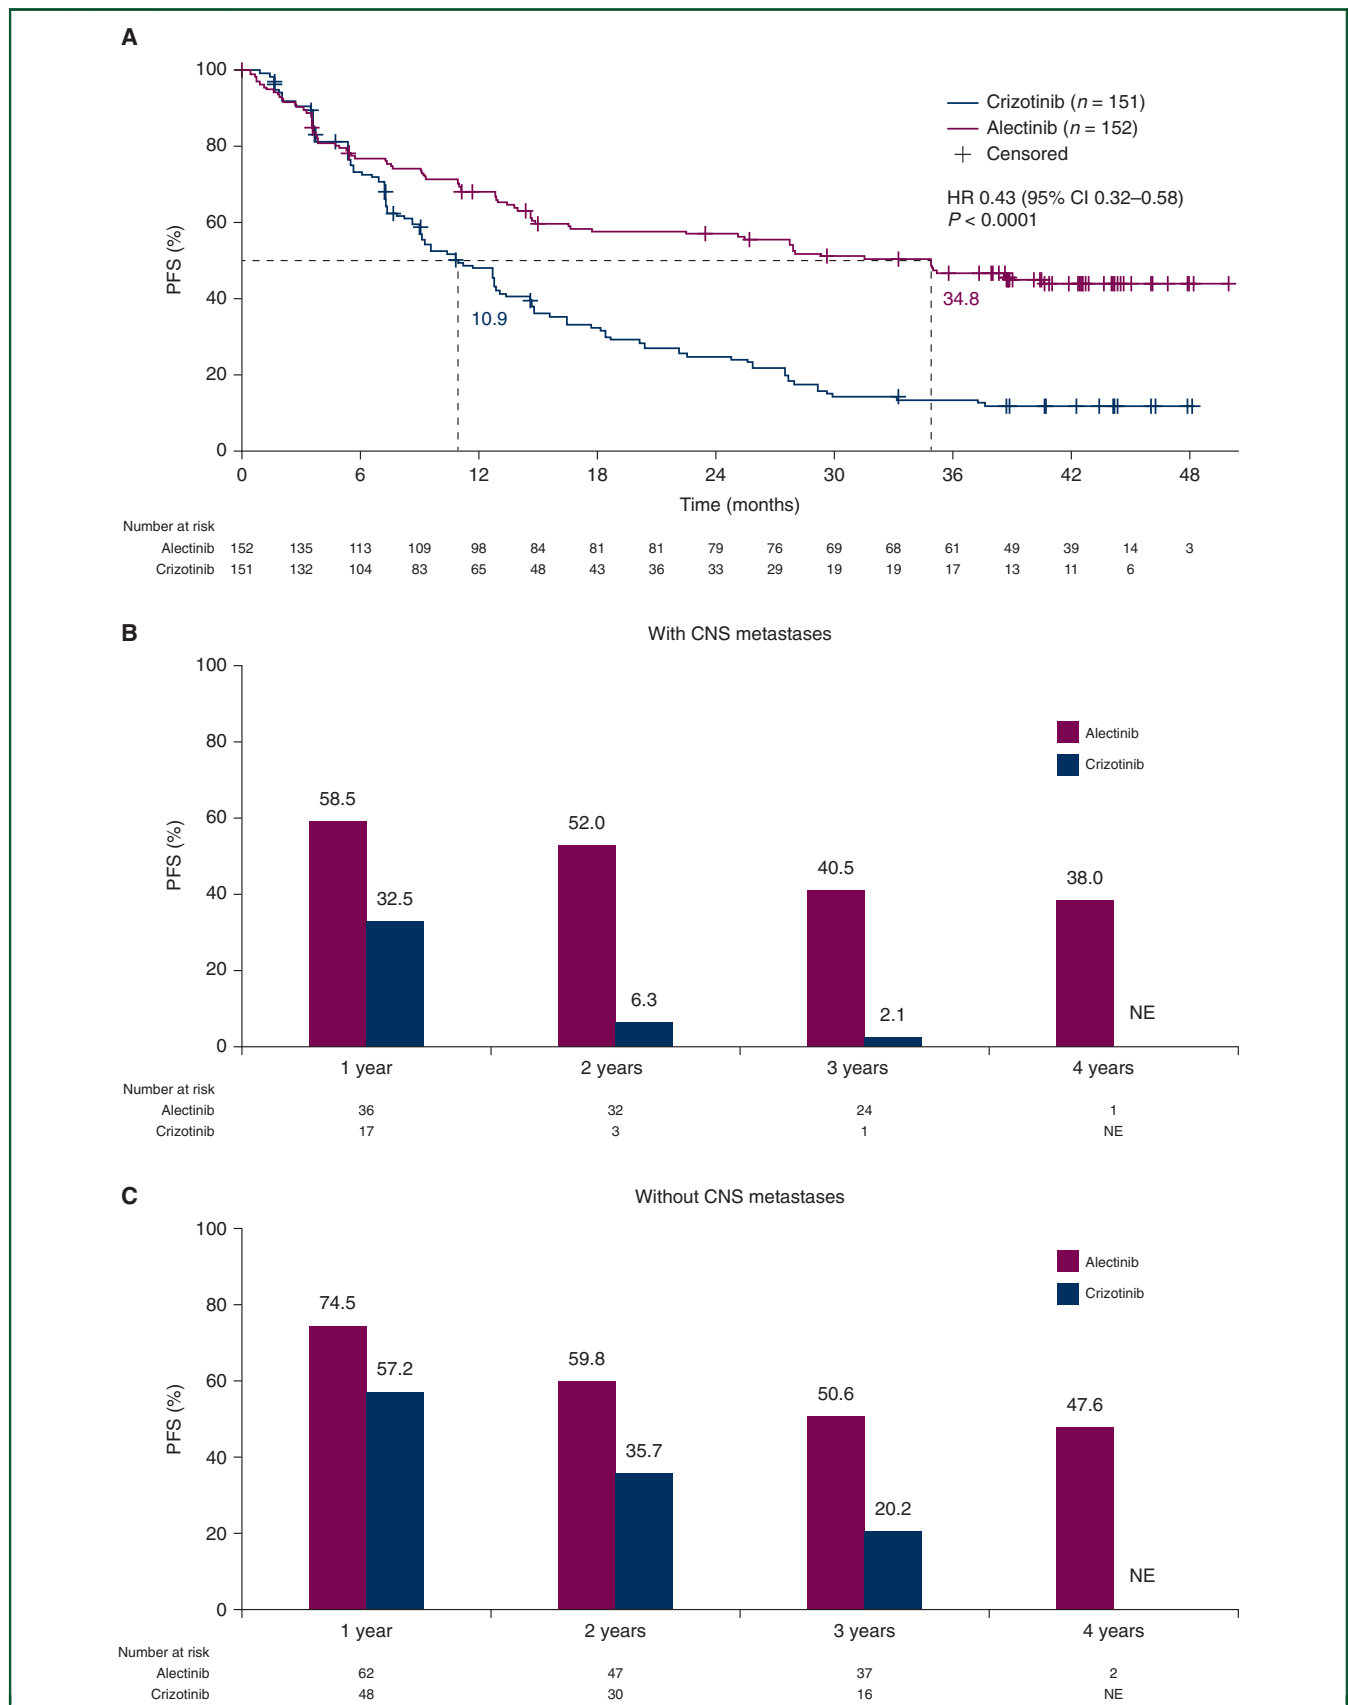 A
100
80
60
40
20
0
PFS (%)
Crizotinib (n = 151)
Alectinib (n = 152)
Censored
HR 0.43 (95% CI 0.32–0.58)
P < 0.0001
10.9
34.8
0 6 12 18 24 30 36 42 48
Time (months)
Number at risk
Alectinib 152 135 113 109 98 84 81 81 79 76 69 68 61 49 39 14 3
Crizotinib 151 132 104 83 65 48 43 36 33 29 19 19 17 13 11 6
B
With CNS metastases
100
80
60
40
20
0
PFS (%)
Alectinib
Crizotinib
58.5
32.5
52.0
6.3
40.5
2.1
38.0
NE
1 year 2 years 3 years 4 years
Number at risk
Alectinib 36 32 24 1
Crizotinib 17 3 1 NE
C
Without CNS metastases
100
80
60
40
20
0
PFS (%)
Alectinib
Crizotinib
74.5
57.2
59.8
35.7
50.6
20.2
47.6
NE
1 year 2 years 3 years 4 years
Number at risk
Alectinib 62 47 37 2
Crizotinib 48 30 16 NE